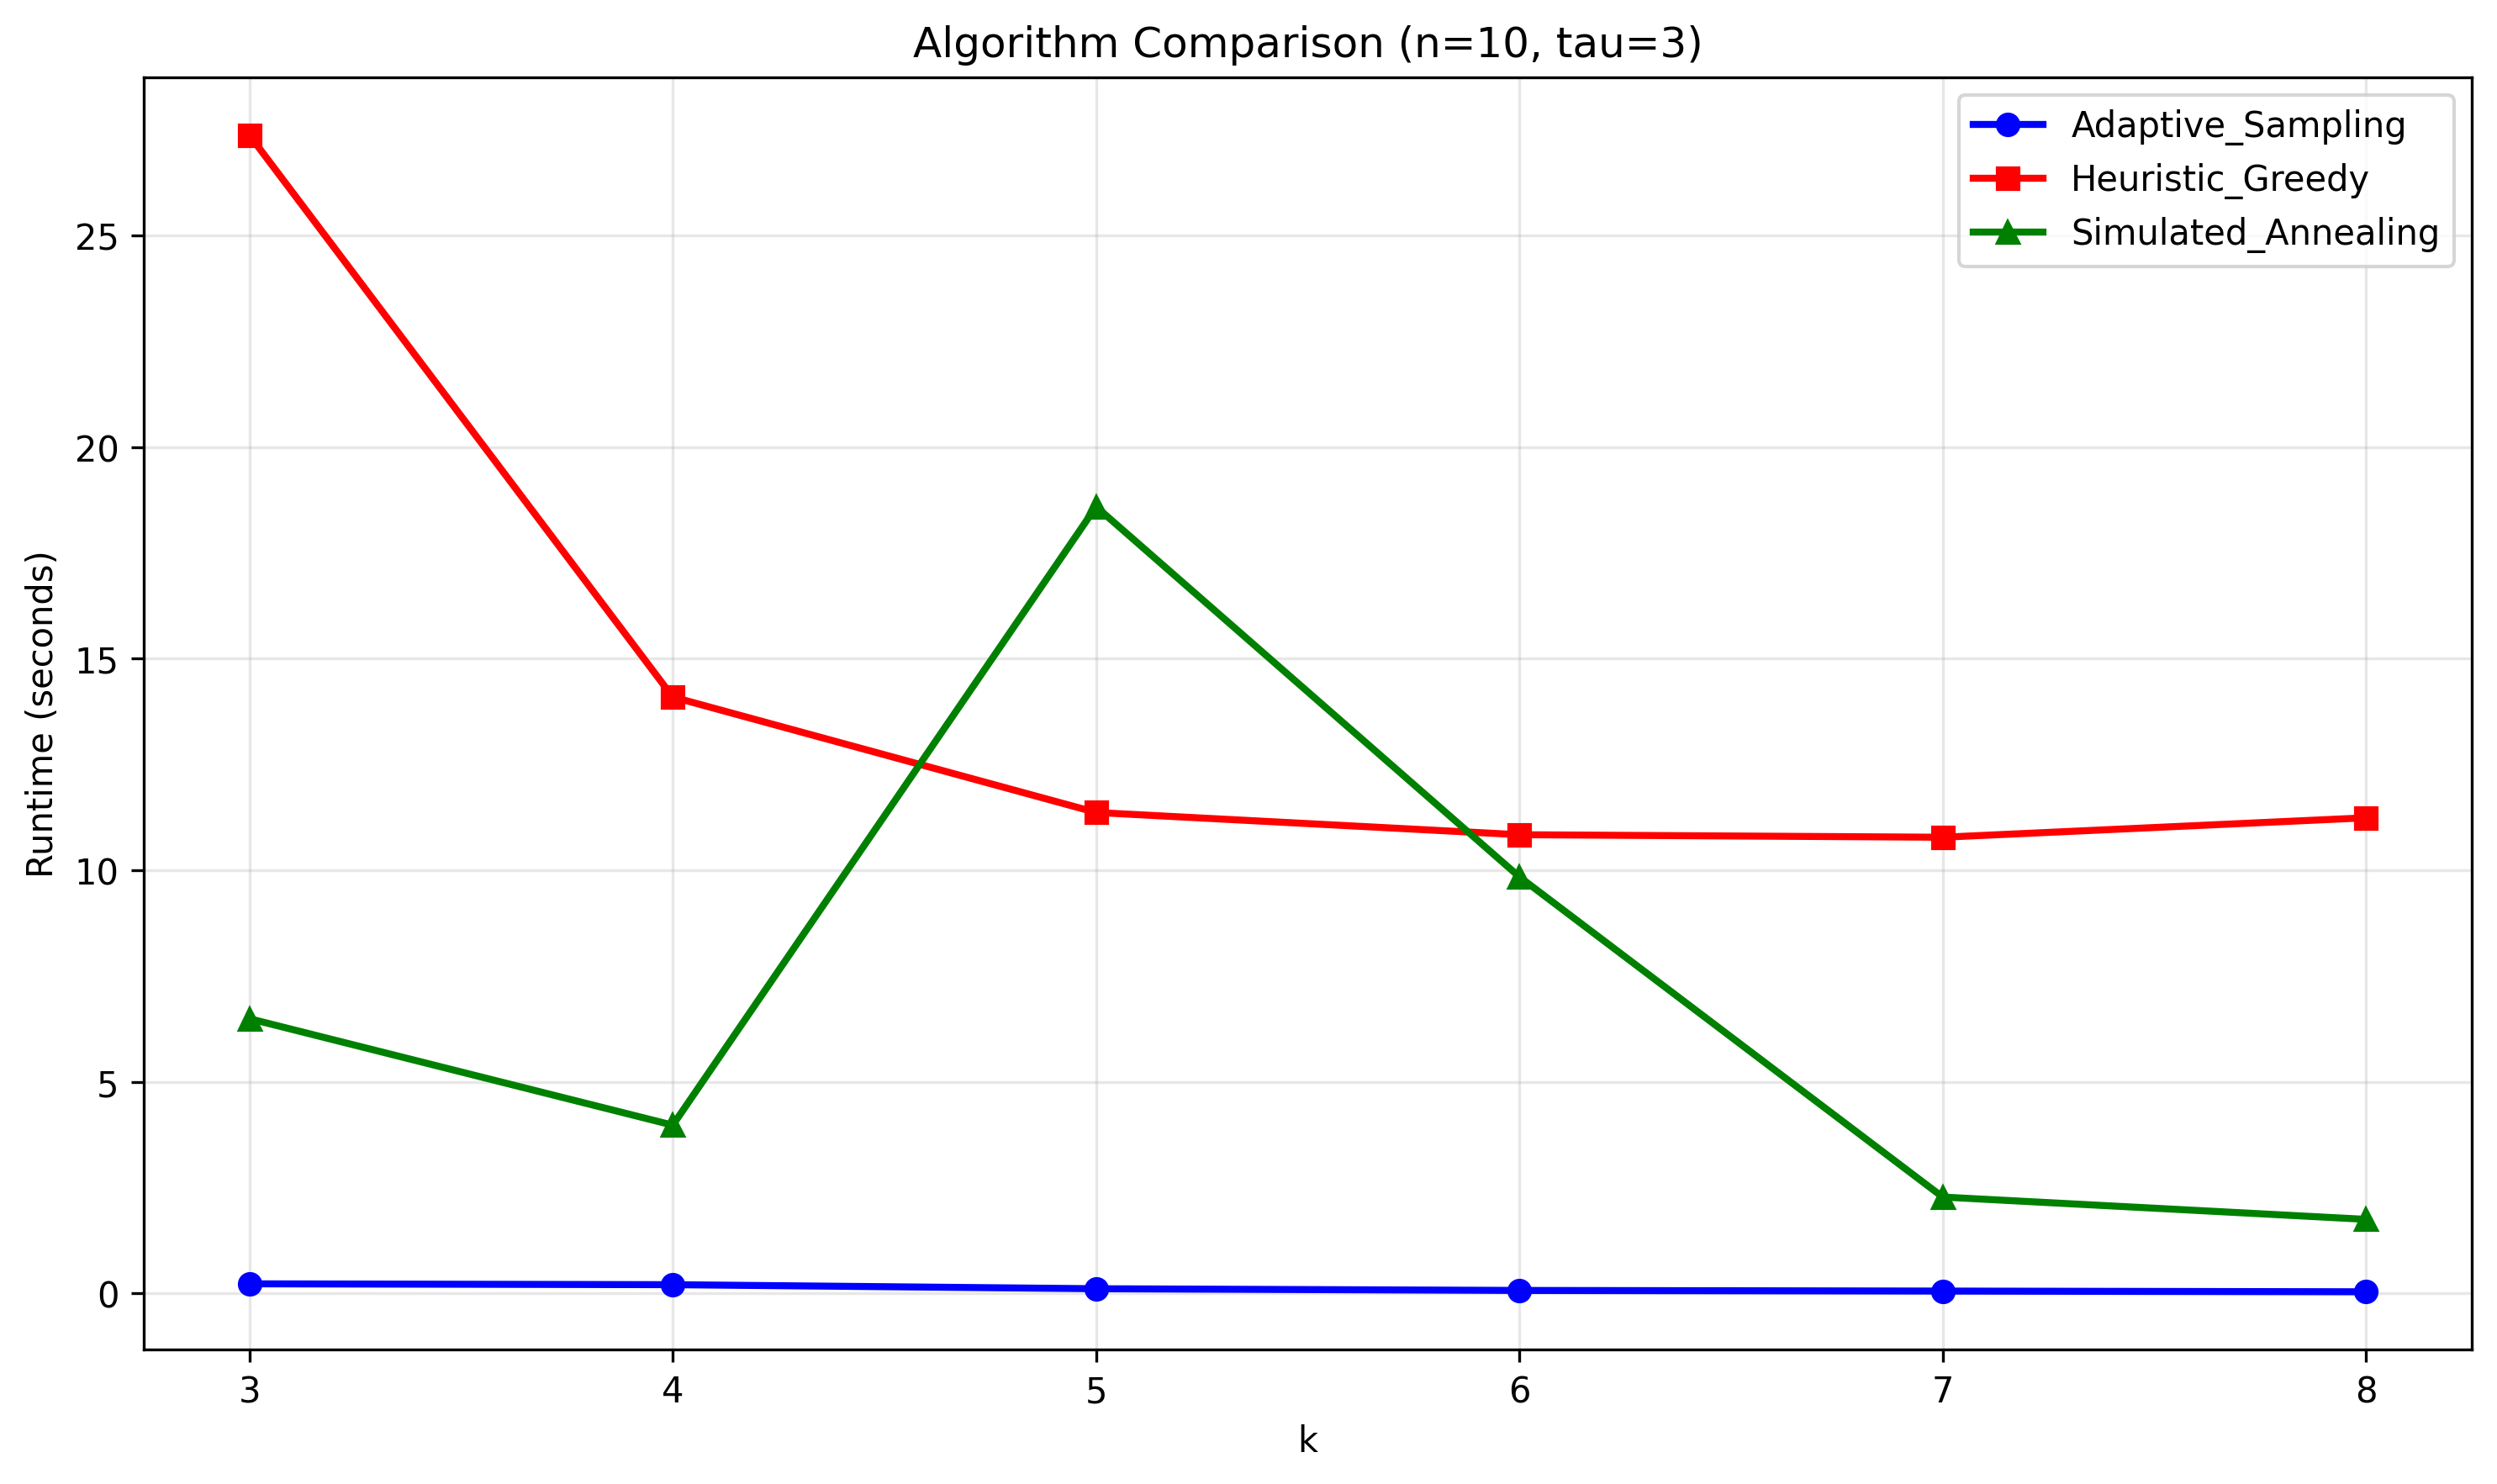 Algorithm Comparison (n=10, tau=3)
Adaptive_Sampling
Heuristic_Greedy
Simulated_Annealing
Runtime (seconds)
25
20
15
10
5
0
3 4 5 6 7 8
k